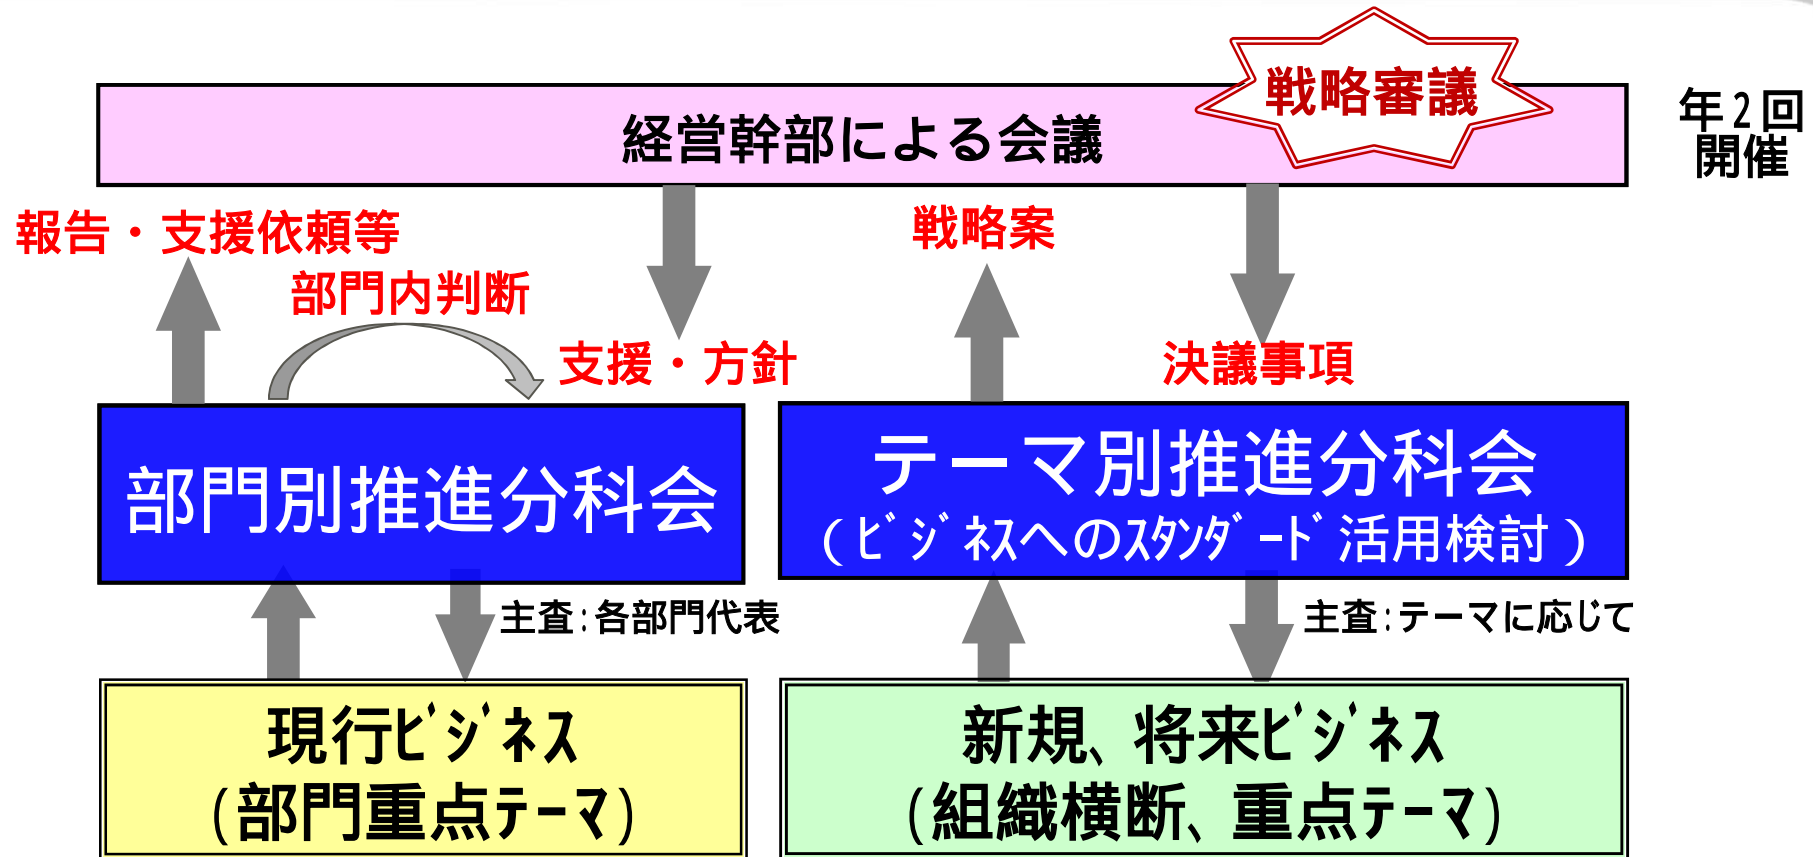 戦略審議
経営幹部による会議
年2回
開催
報告・支援依頼等
部門内判断
支援・方針
戦略案
決議事項
部門別推進分科会
テーマ別推進分科会
(ﾋﾞｼﾞﾈｽへのｽﾀﾝﾀﾞｰﾄﾞ活用検討)
主査:各部門代表
主査:テーマに応じて
現行ﾋﾞｼﾞﾈｽ
(部門重点ﾃｰﾏ)
新規、将来ﾋﾞｼﾞﾈｽ
(組織横断、重点ﾃｰﾏ)